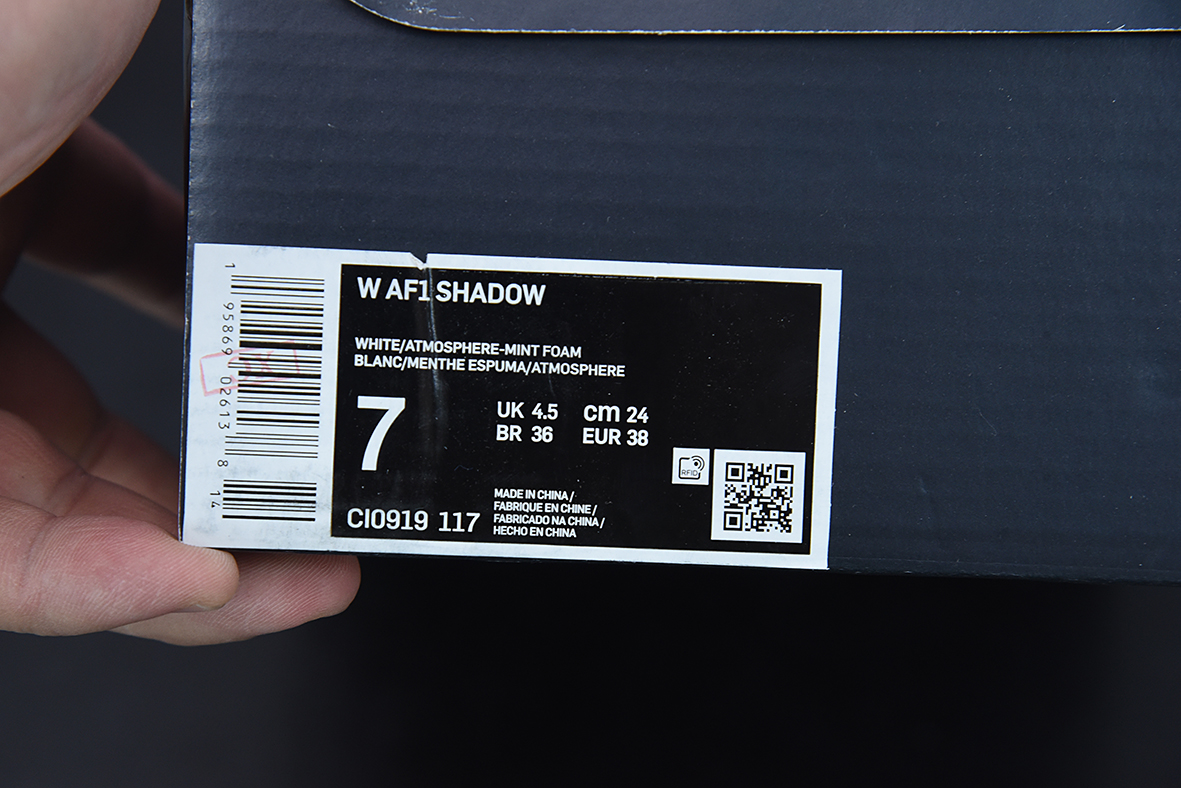 W AF1 SHADOW
WHITE/ATMOSPHERE-MINT FOAM
BLANC/MENTHE ESPUMA/ATMOSPHERE
7
UK 4.5 cm 24
BR 36 EUR 38
RFID
CI0919 117
MADE IN CHINA /
FABRIQUE EN CHINE /
FABRICADO NA CHINA /
HECHO EN CHINA
1 95869 02613 8 14